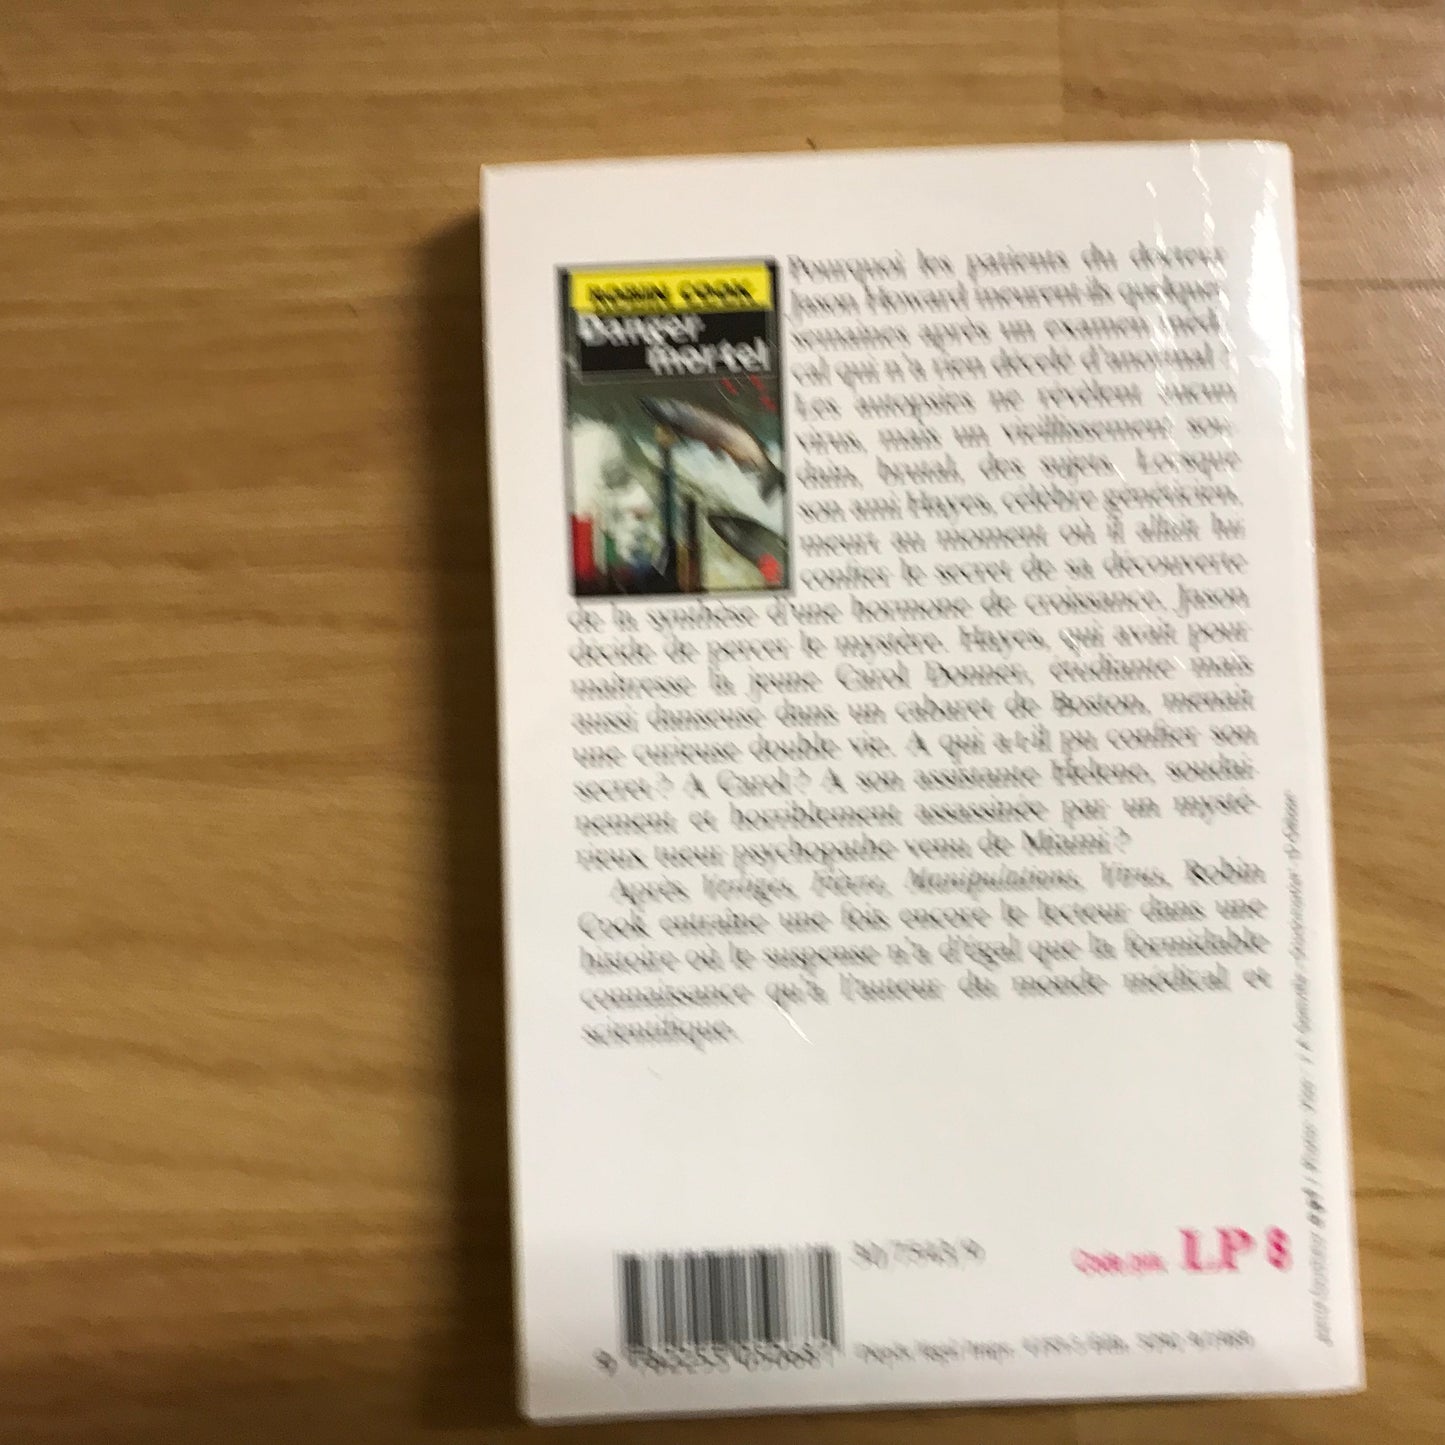 ROBIN COOK
Danger
mortel
Pourquoi les patients du docteur
Jason Howard meurent-ils quelque
semaines après un examen médi-
cal qui n'a rien décelé d'anormal ?
Les autopsies ne révèlent aucun
virus, mais un vieillissement sou-
dain, brutal, des sujets. Lorsque
son ami Hayes, célèbre généticien,
meurt au moment où il allait lui
confier le secret de sa découverte
de la synthèse d'une hormone de croissance, Jason
décide de percer le mystère. Hayes, qui avait pour
maîtresse la jeune Carol Donner, étudiante mais
aussi danseuse dans un cabaret de Boston, menait
une curieuse double vie. A qui a-t-il pu confier son
secret ? A Carol ? A son assistante Helene, soudai-
nement et horriblement assassinée par un mysté-
rieux tueur psychopathe venu de Miami ?
Après Vertiges, Fièvre, Manipulations, Virus, Robin
Cook entraîne une fois encore le lecteur dans une
histoire où le suspense n'a d'égal que la formidable
connaissance qu'a l'auteur du monde médical et
scientifique.
30/7543/9
Code prix LP 8